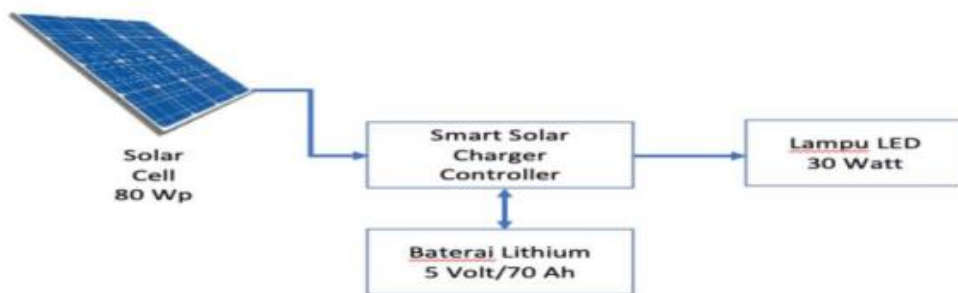 Solar
Cell
80 Wp
Smart Solar
Charger
Controller
Lampu LED
30 Watt
Baterai Lithium
5 Volt/70 Ah